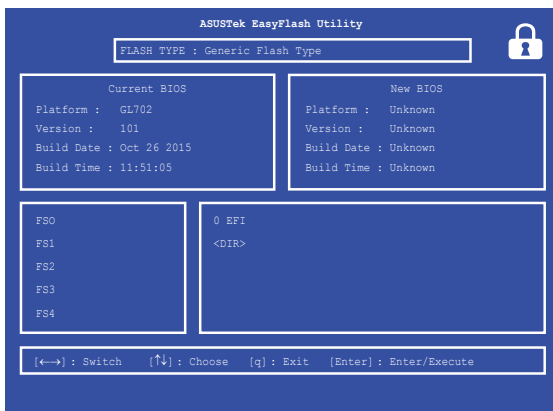 ASUSTek EasyFlash Utility
FLASH TYPE : Generic Flash Type
Current BIOS
Platform : GL702
Version : 101
Build Date : Oct 26 2015
Build Time : 11:51:05
New BIOS
Platform : Unknown
Version : Unknown
Build Date : Unknown
Build Time : Unknown
FSO
FS1
FS2
FS3
FS4
0 EFI
<DIR>
[←→] : Switch [↑↓] : Choose [q] : Exit [Enter] : Enter/Execute